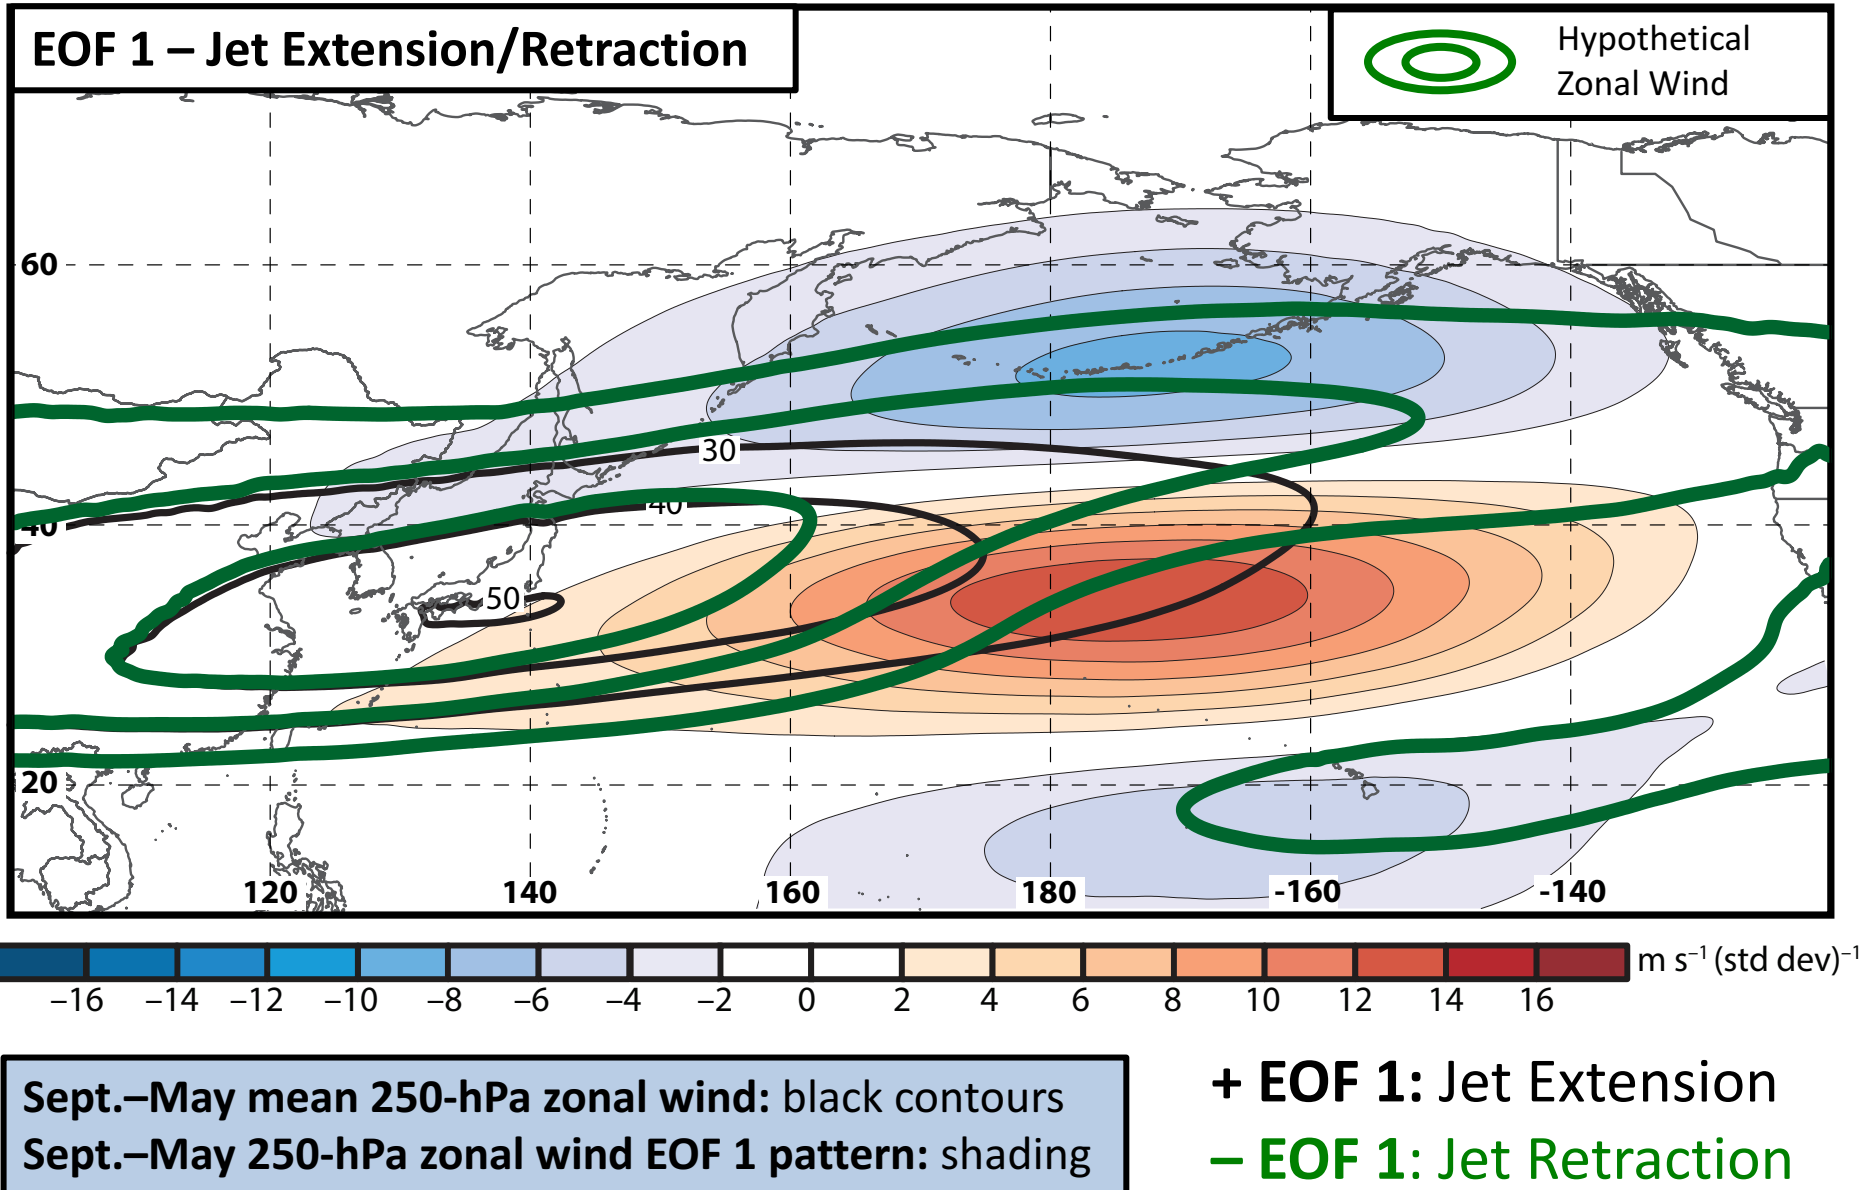 EOF 1 – Jet Extension/Retraction
Hypothetical
Zonal Wind
60
30
40
40
50
20
120 140 160 180 -160 -140
−16 −14 −12 −10 −8 −6 −4 −2 0 2 4 6 8 10 12 14 16 m s⁻¹ (std dev)⁻¹
Sept.–May mean 250-hPa zonal wind: black contours
Sept.–May 250-hPa zonal wind EOF 1 pattern: shading
+ EOF 1: Jet Extension
– EOF 1: Jet Retraction